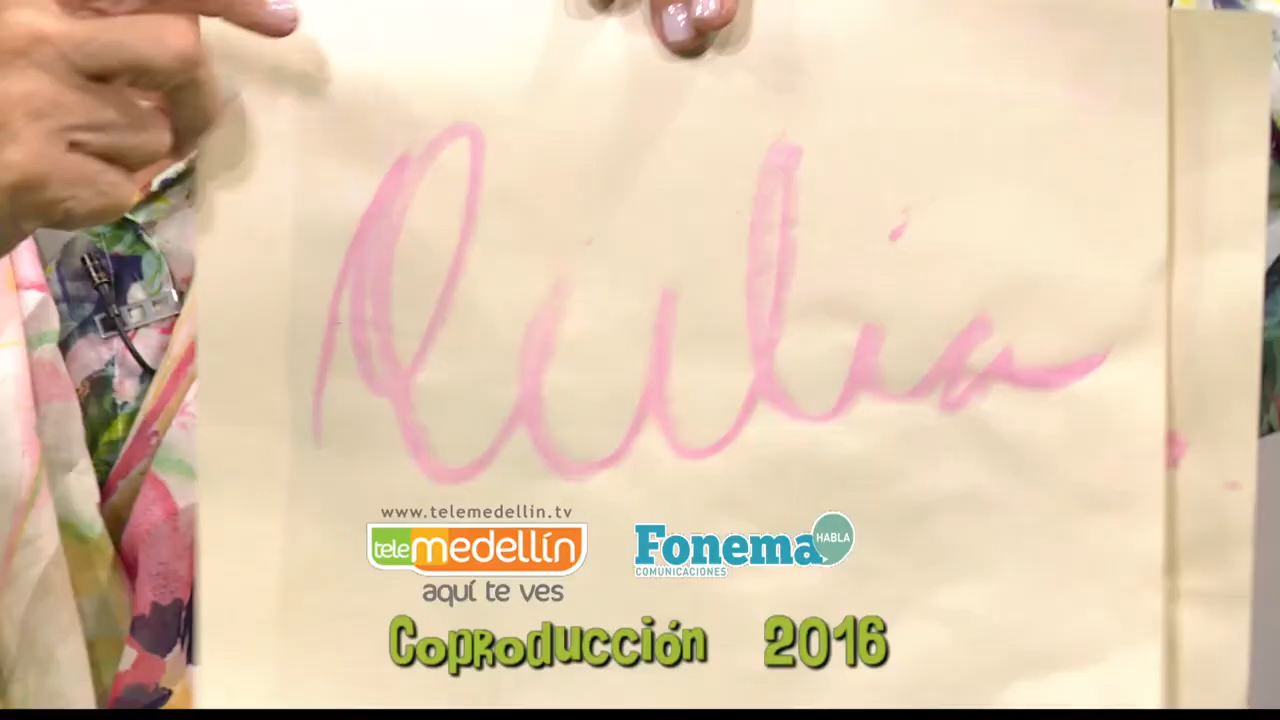 www.telemedellin.tv
telemedellín
aquí te ves
Fonema HABLA
COMUNICACIONES
Coproducción 2016